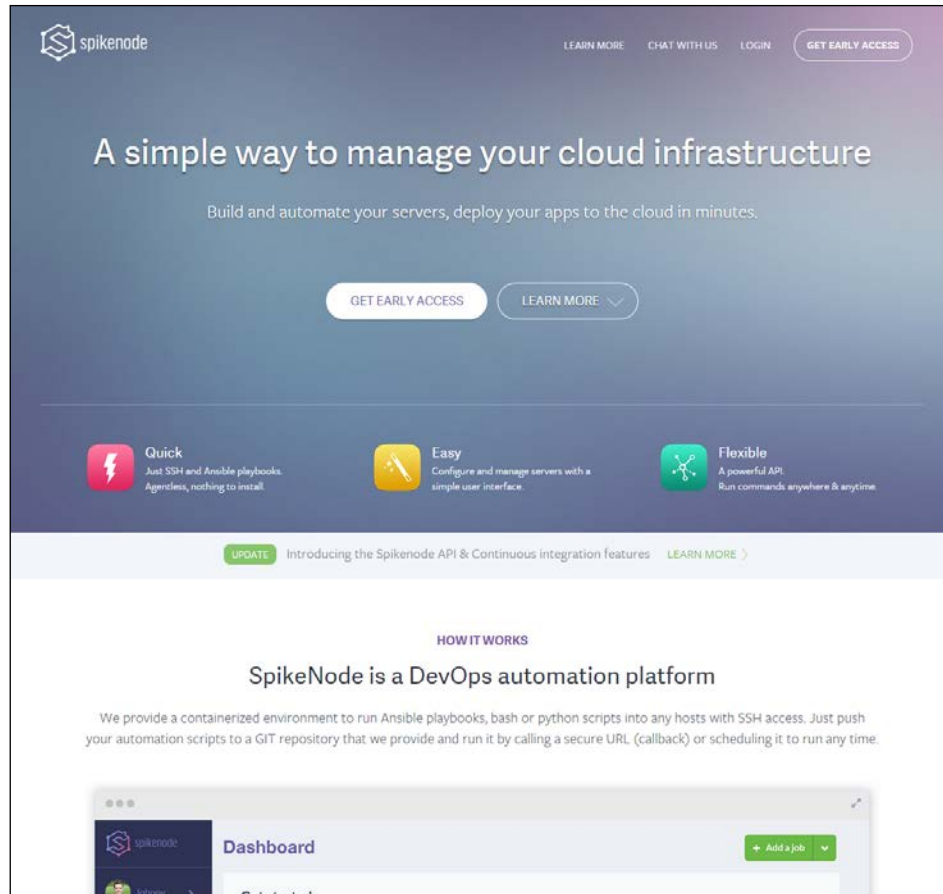 spikenode
LEARN MORE CHAT WITH US LOGIN GET EARLY ACCESS
A simple way to manage your cloud infrastructure
Build and automate your servers, deploy your apps to the cloud in minutes.
GET EARLY ACCESS LEARN MORE
Quick
Just SSH and Ansible playbooks.
Agentless, nothing to install.
Easy
Configure and manage servers with a
simple user interface.
Flexible
A powerful API.
Run commands anywhere & anytime.
UPDATE Introducing the Spikenode API & Continuous integration features LEARN MORE
HOW IT WORKS
SpikeNode is a DevOps automation platform
We provide a containerized environment to run Ansible playbooks, bash or python scripts into any hosts with SSH access. Just push
your automation scripts to a GIT repository that we provide and run it by calling a secure URL (callback) or scheduling it to run any time.
spikenode
Dashboard
+ Add a job
Johnny